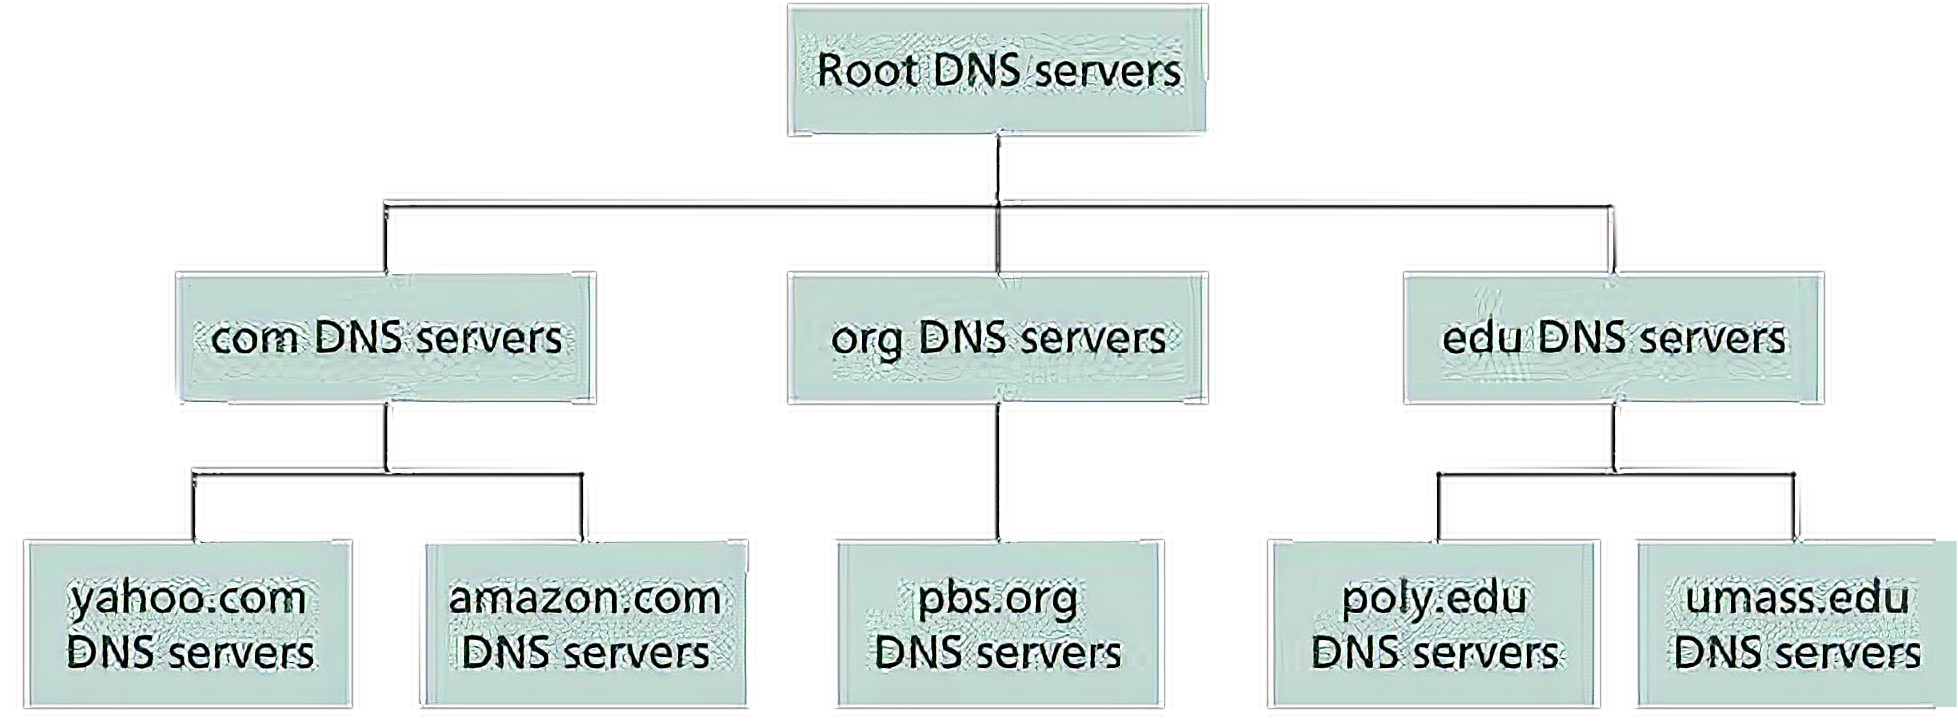 Root DNS servers
com DNS servers
org DNS servers
edu DNS servers
yahoo.com
DNS servers
amazon.com
DNS servers
pbs.org
DNS servers
poly.edu
DNS servers
umass.edu
DNS servers